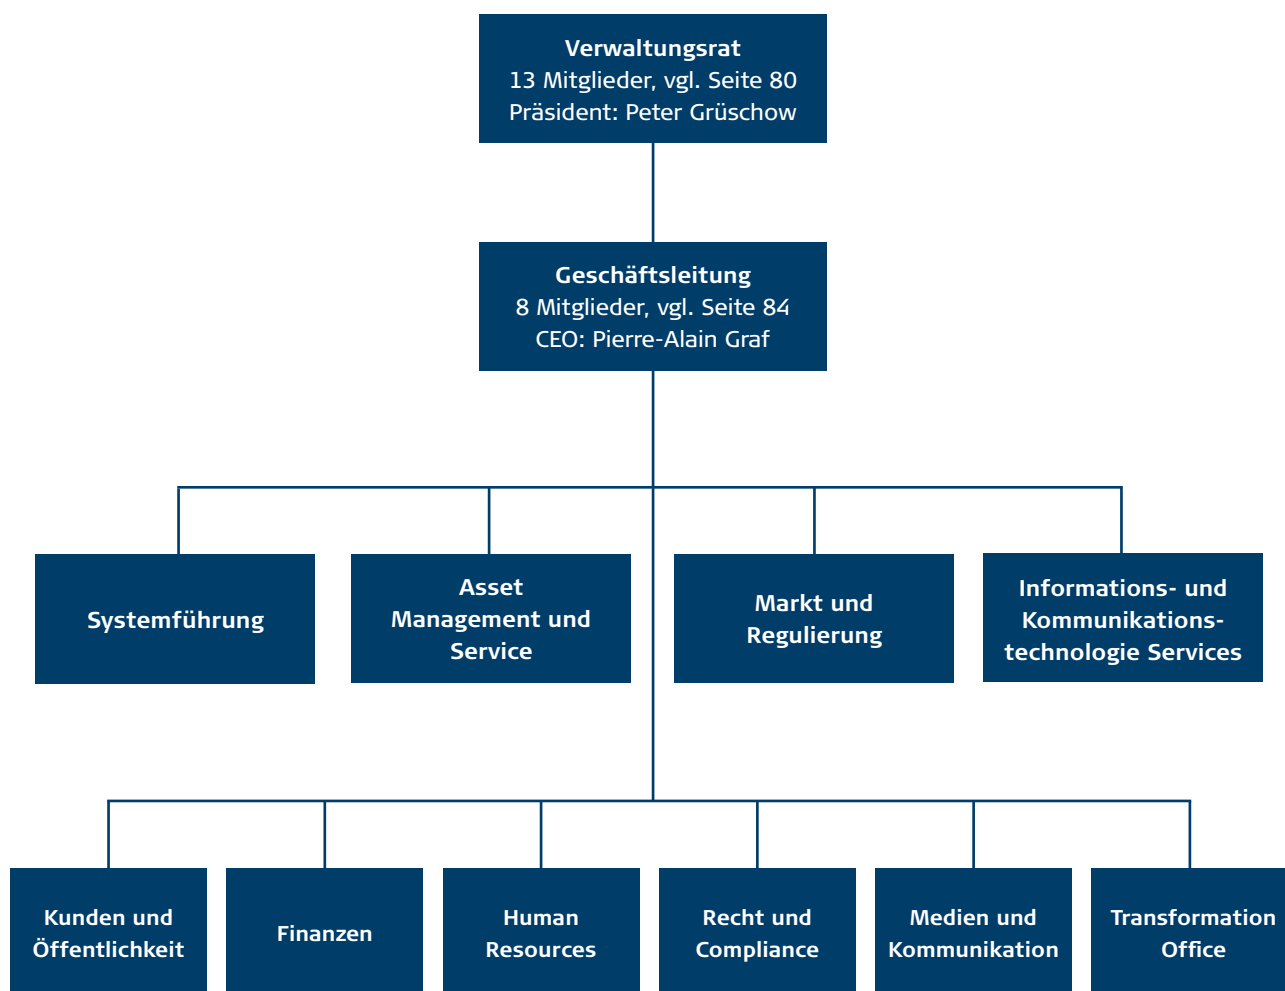 Verwaltungsrat
13 Mitglieder, vgl. Seite 80
Präsident: Peter Grüschow
Geschäftsleitung
8 Mitglieder, vgl. Seite 84
CEO: Pierre-Alain Graf
Systemführung
Asset
Management und
Service
Markt und
Regulierung
Informations- und
Kommunikations-
technologie Services
Kunden und
Öffentlichkeit
Finanzen
Human
Resources
Recht und
Compliance
Medien und
Kommunikation
Transformation
Office